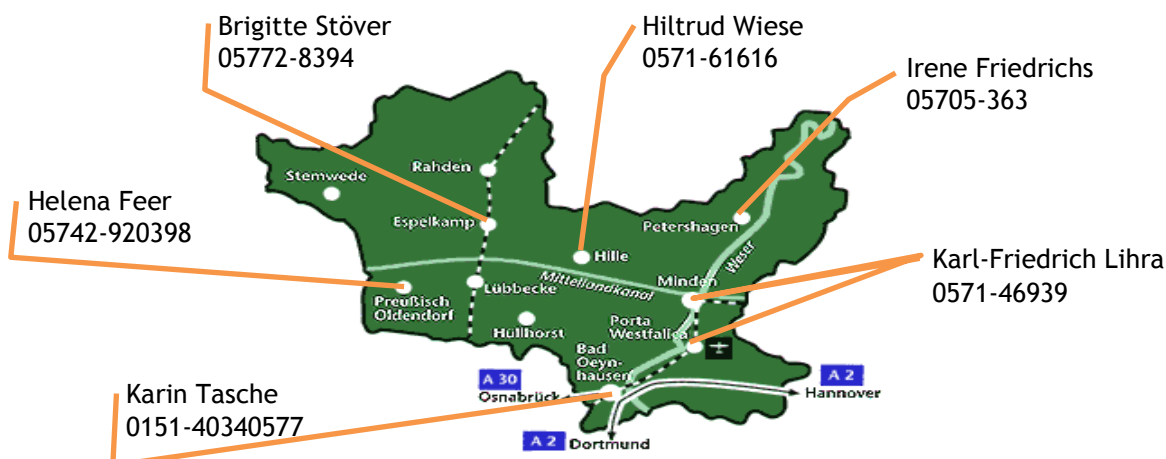 Brigitte Stöver
05772-8394
Hiltrud Wiese
0571-61616
Irene Friedrichs
05705-363
Helena Feer
05742-920398
Karl-Friedrich Lihra
0571-46939
Karin Tasche
0151-40340577
Rahden
Stemwede
Espelkamp
Petershagen
Hille
Weser
Mittellandkanal
Minden
Lübbecke
Preußisch
Oldendorf
Hüllhorst
Porta
Westfalica
Bad
Oeyn-
hausen
A 30
Osnabrück
A 2
Hannover
A 2
Dortmund